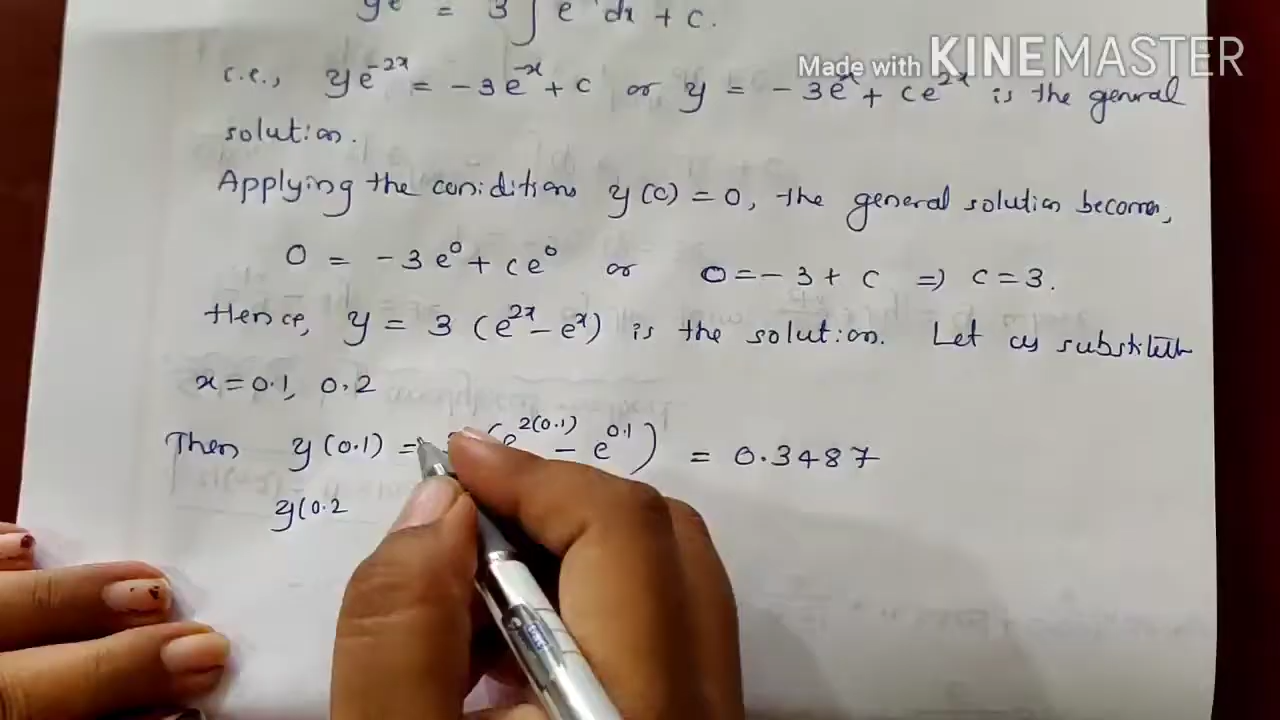 ye = 3∫e dx + c.
Made with KINEMASTER
i.e., ye^-2x = -3e^-x + c or y = -3e^x + ce^2x is the general
solution.
Applying the conditions y(0) = 0, the general solution becomes,
0 = -3e^0 + ce^0 or 0 = -3 + c ⇒ c = 3.
Hence, y = 3 (e^2x - e^x) is the solution. Let us substitute
x = 0.1, 0.2
Then y(0.1) = (e^2(0.1) - e^0.1) = 0.3487
y(0.2